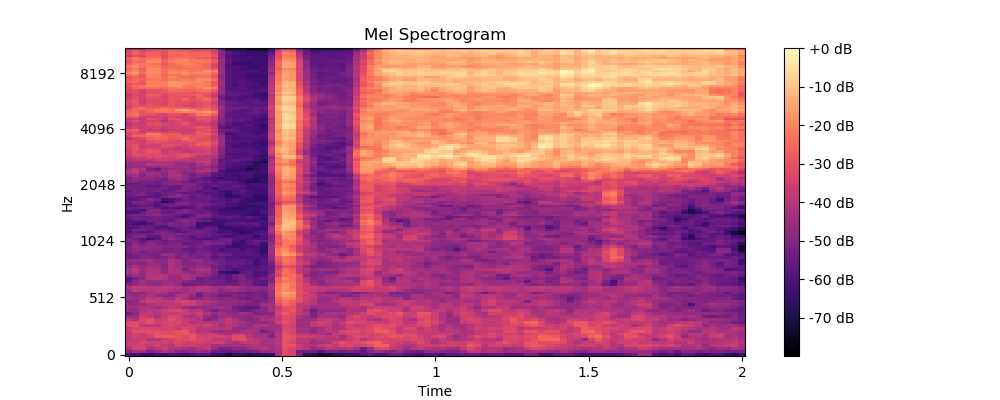 Mel Spectrogram
Hz
8192
4096
2048
1024
512
0
0 0.5 1 1.5 2
Time
+0 dB
-10 dB
-20 dB
-30 dB
-40 dB
-50 dB
-60 dB
-70 dB